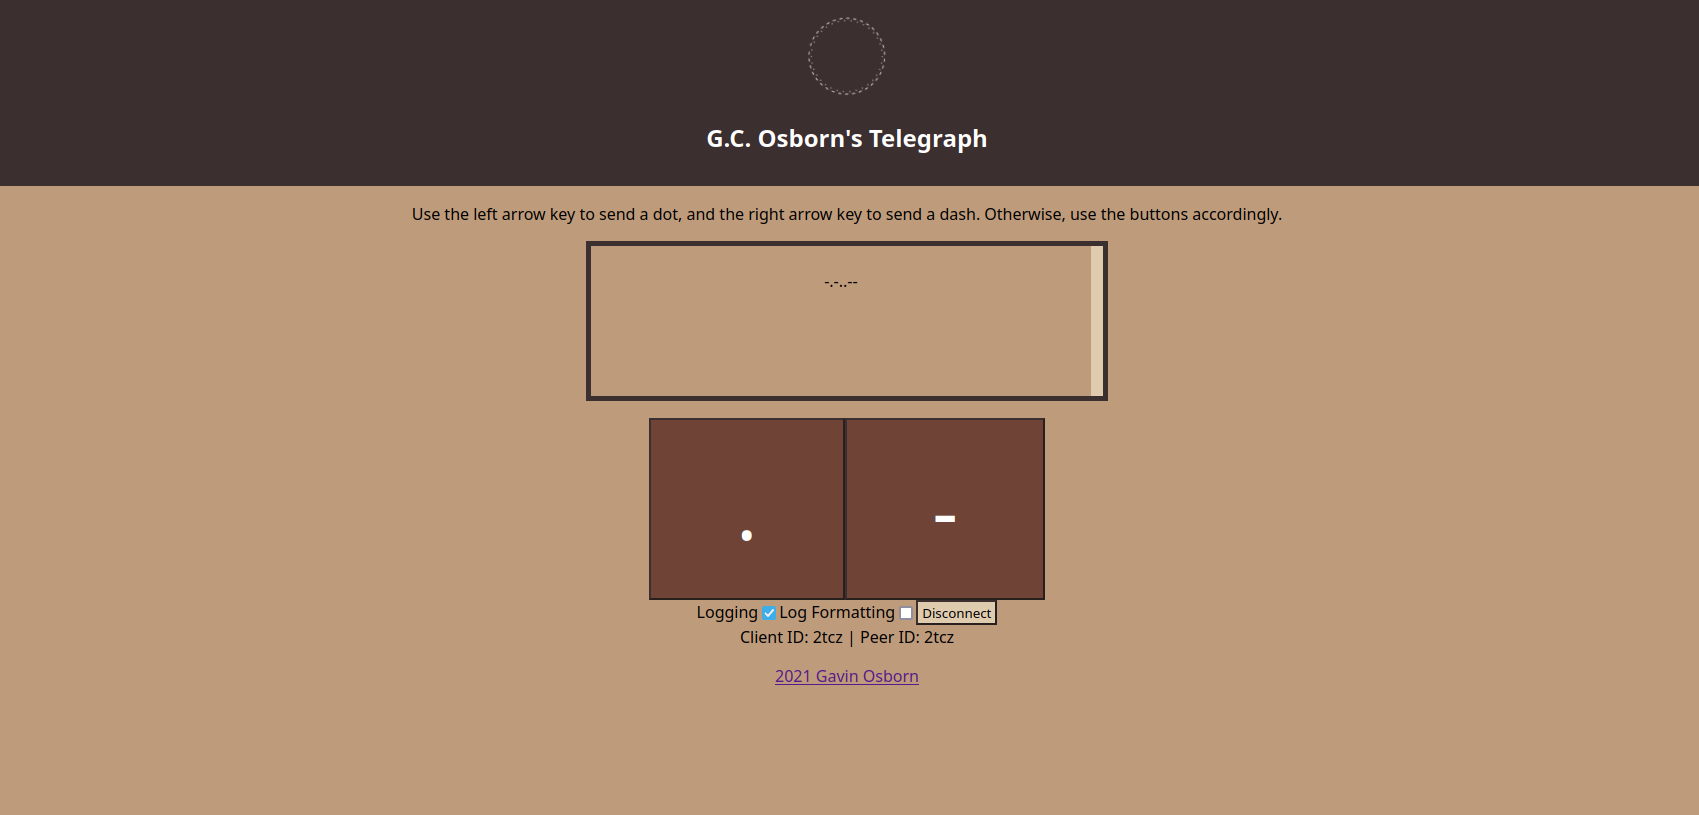 G.C. Osborn's Telegraph
Use the left arrow key to send a dot, and the right arrow key to send a dash. Otherwise, use the buttons accordingly.
-.-..--
. -
Logging Log Formatting Disconnect
Client ID: 2tcz | Peer ID: 2tcz
2021 Gavin Osborn